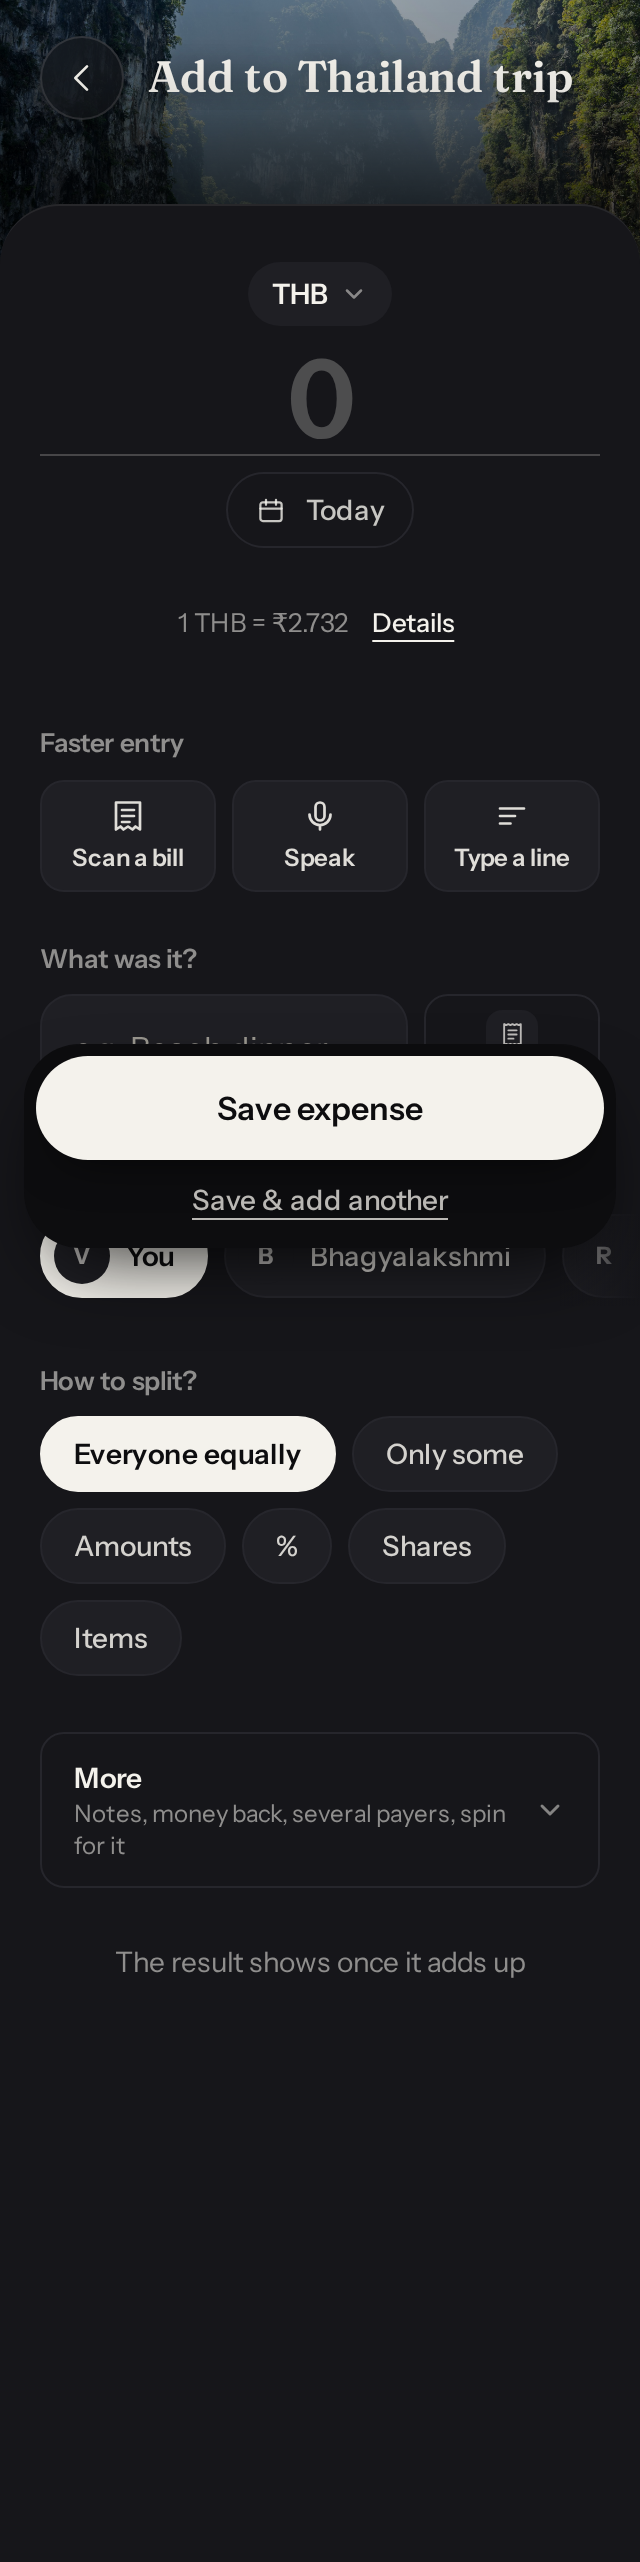 Add to Thailand trip
THB
0
Today
1 THB = ₹2.732 Details
Faster entry
Scan a bill
Speak
Type a line
What was it?
Save expense
Save & add another
V You
B Bhagyalakshmi
R
How to split?
Everyone equally
Only some
Amounts
%
Shares
Items
More
Notes, money back, several payers, spin
for it
The result shows once it adds up